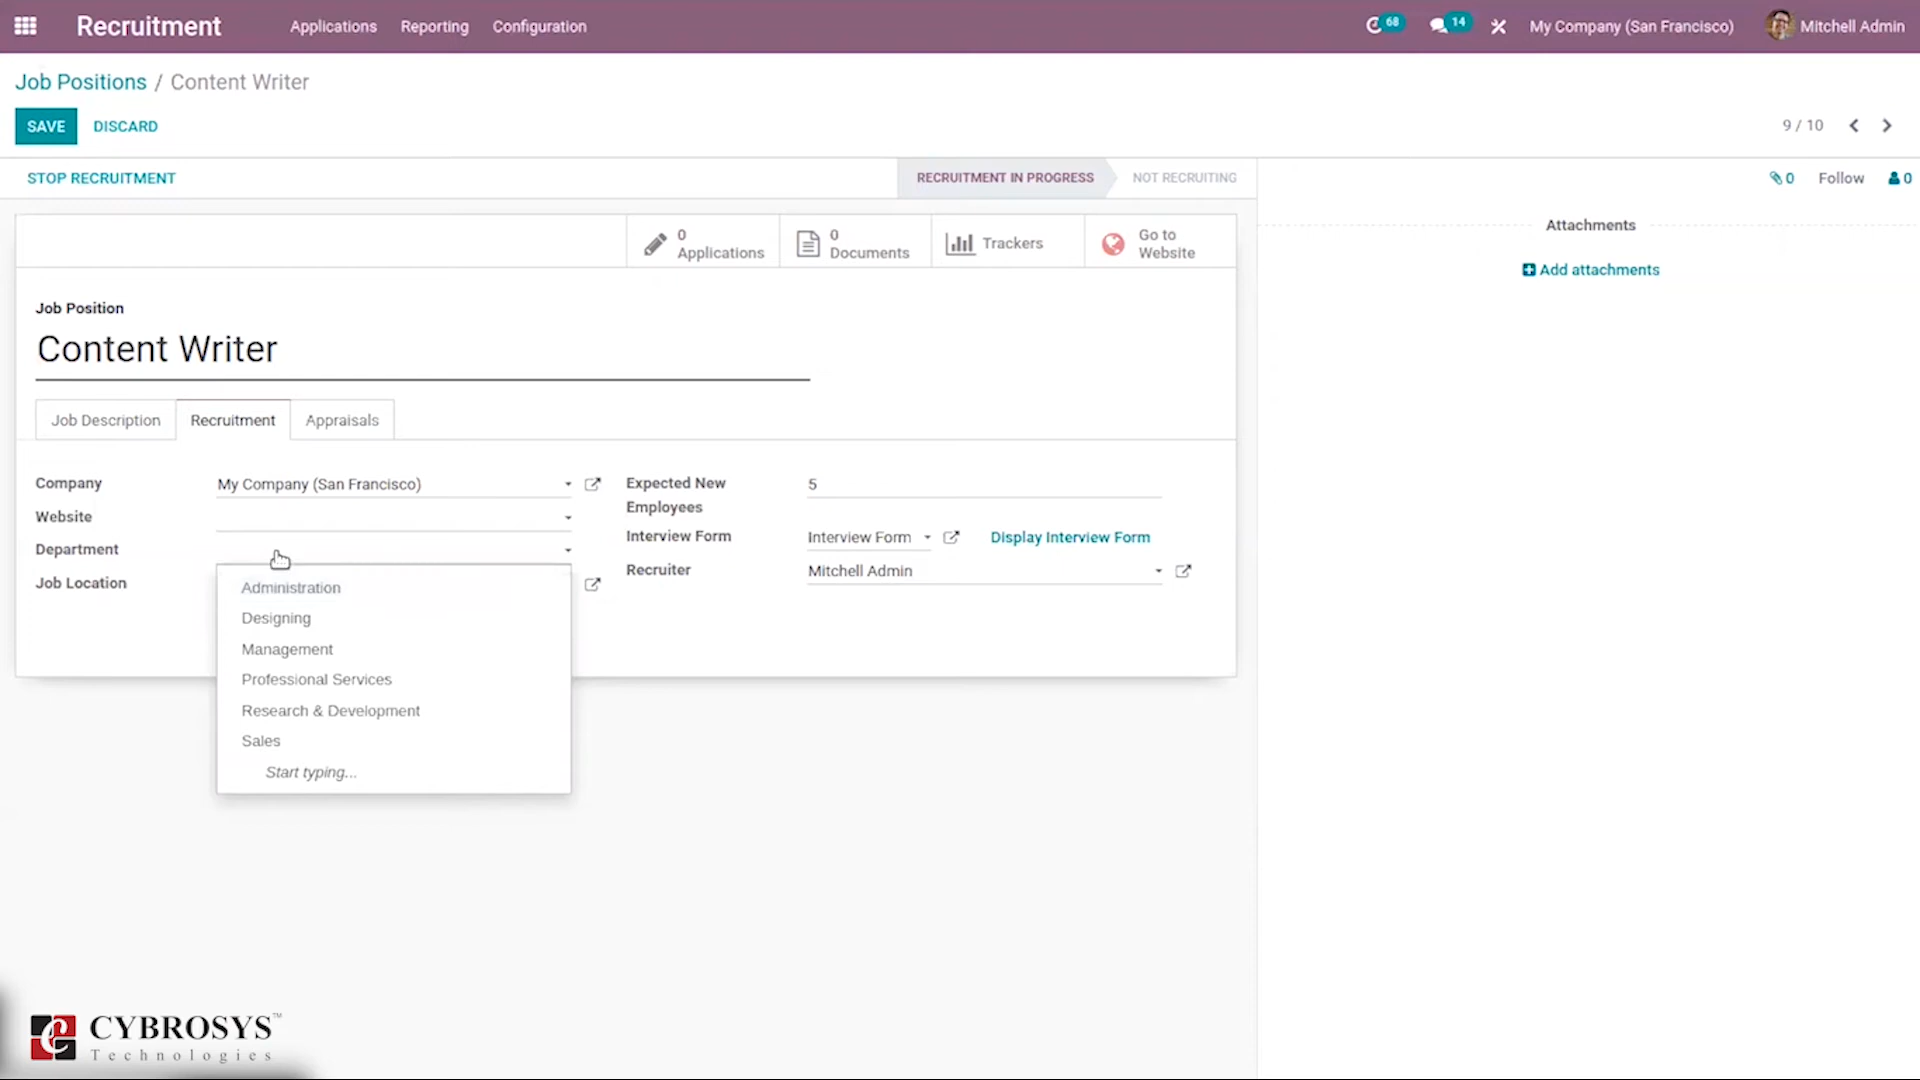 Recruitment Applications Reporting Configuration 68 14 My Company (San Francisco) Mitchell Admin
Job Positions / Content Writer
SAVE DISCARD 9 / 10
STOP RECRUITMENT RECRUITMENT IN PROGRESS NOT RECRUITING 0 Follow 0
0 Applications
0 Documents
Trackers
Go to Website
Attachments
Add attachments
Job Position
Content Writer
Job Description Recruitment Appraisals
Company My Company (San Francisco)
Website
Department
Job Location
Administration
Designing
Management
Professional Services
Research & Development
Sales
Start typing...
Expected New Employees 5
Interview Form Interview Form Display Interview Form
Recruiter Mitchell Admin
CYBROSYS™
Technologies